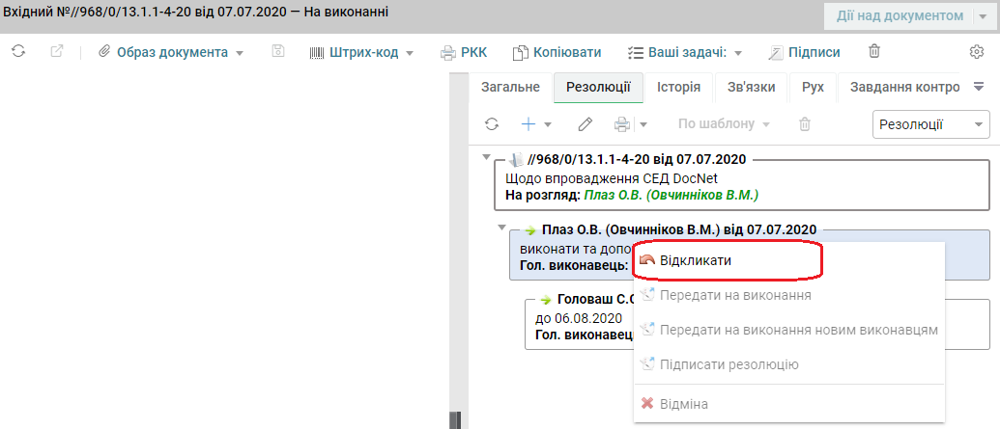 Вхідний №//968/0/13.1.1-4-20 від 07.07.2020 — На виконанні
Дії над документом
Образ документа
Штрих-код
РКК
Копіювати
Ваші задачі:
Підписи
Загальне
Резолюції
Історія
Зв'язки
Рух
Завдання контро
По шаблону
Резолюції
//968/0/13.1.1-4-20 від 07.07.2020
Щодо впровадження СЕД DocNet
На розгляд: Плаз О.В. (Овчинніков В.М.)
Плаз О.В. (Овчинніков В.М.) від 07.07.2020
виконати та допо
Гол. виконавець:
Відкликати
Передати на виконання
Головаш С.О
до 06.08.2020
Гол. виконавець
Передати на виконання новим виконавцям
Підписати резолюцію
Відміна